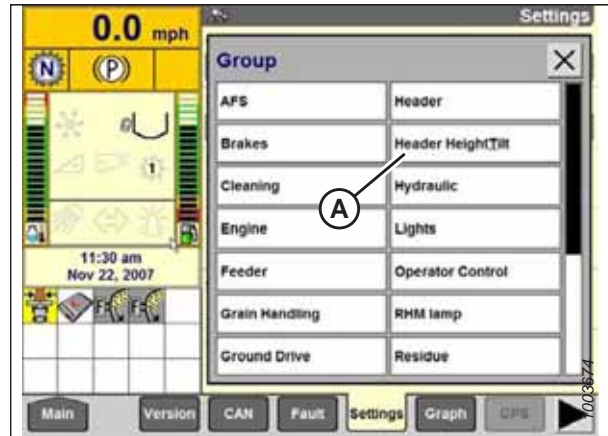 0.0 mph
Settings
N
(P)
1
11:30 am
Nov 22, 2007
F
F
Group
X
AFS
Header
Brakes
Header Height/Tilt
Cleaning
Hydraulic
A
Engine
Lights
Feeder
Operator Control
Grain Handling
RHM lamp
Ground Drive
Residue
Main
Version
CAN
Fault
Settings
Graph
GPS
1003674